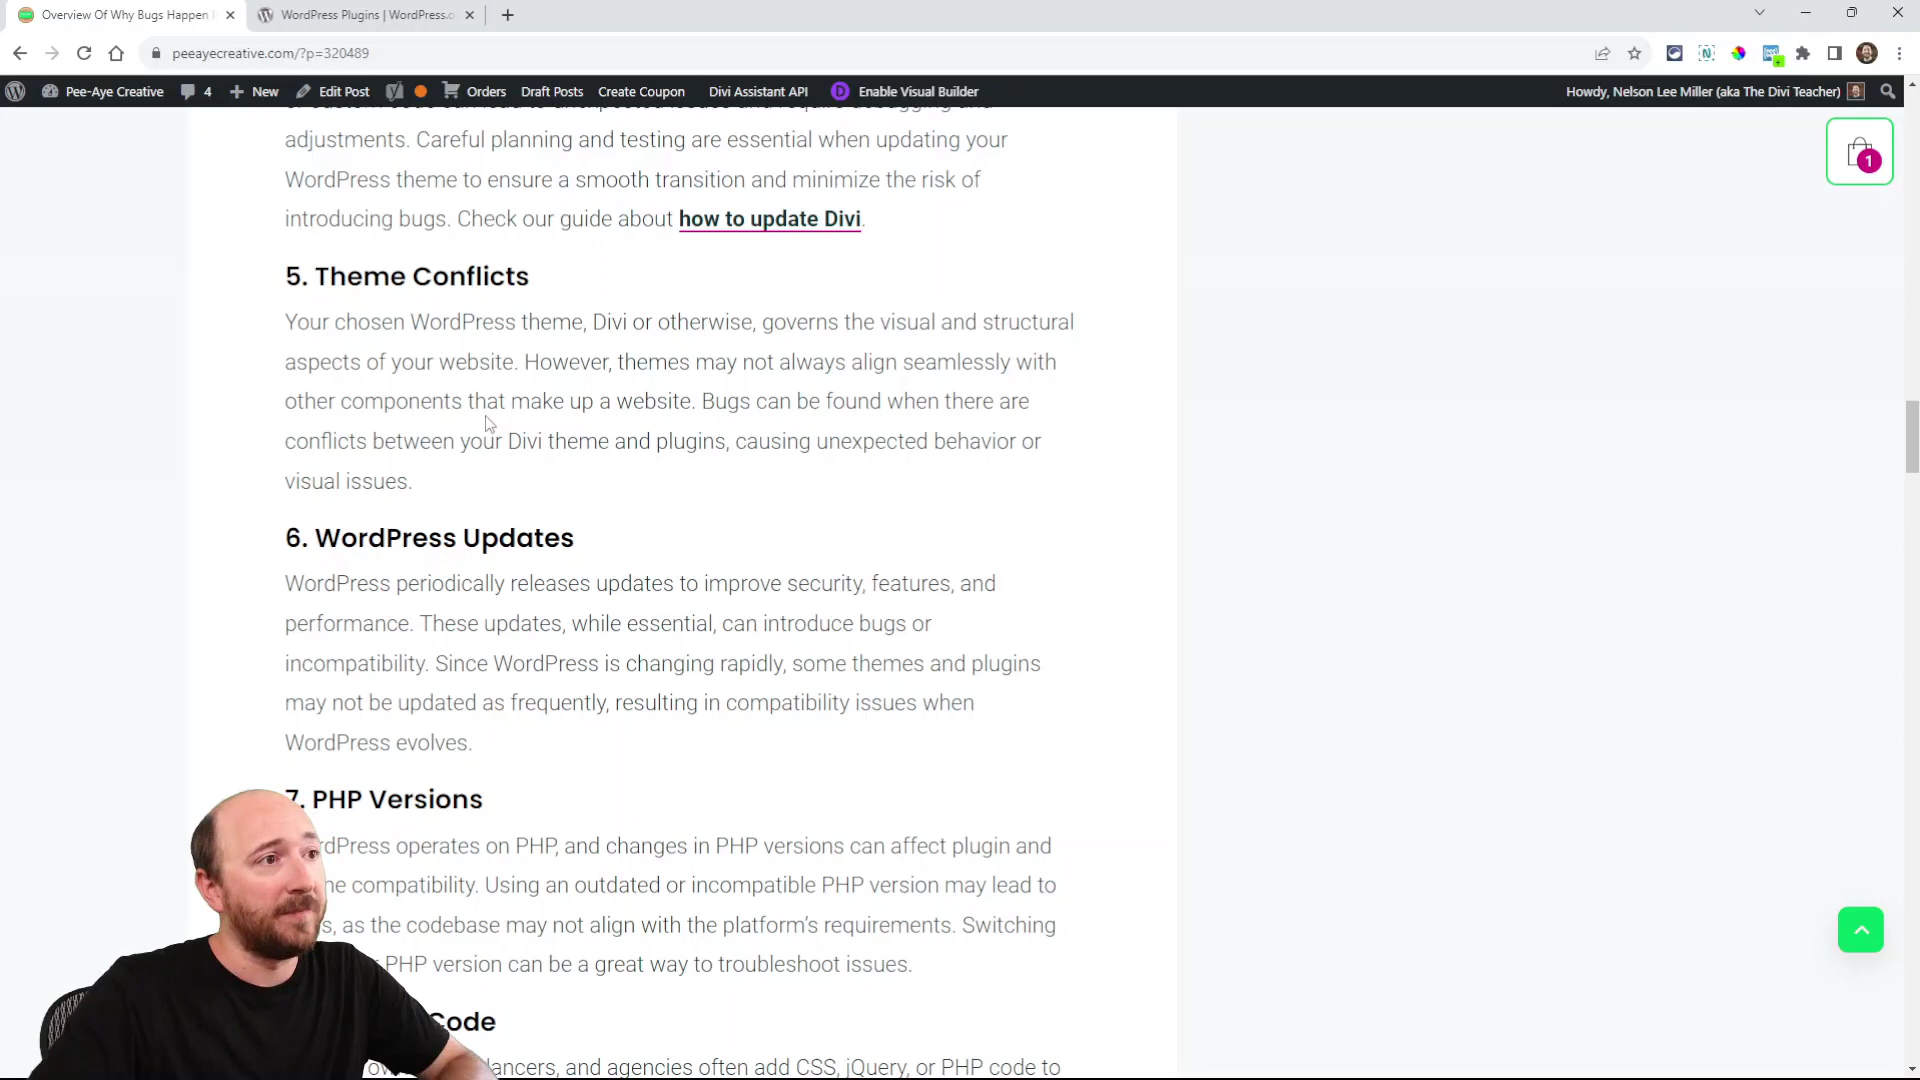 Overview Of Why Bugs Happen
WordPress Plugins | WordPress.o
peeayecreative.com/?p=320489
Pee-Aye Creative
4
New
Edit Post
Orders
Draft Posts
Create Coupon
Divi Assistant API
Enable Visual Builder
Howdy, Nelson Lee Miller (aka The Divi Teacher)
1
adjustments. Careful planning and testing are essential when updating your
WordPress theme to ensure a smooth transition and minimize the risk of
introducing bugs. Check our guide about how to update Divi.
5. Theme Conflicts
Your chosen WordPress theme, Divi or otherwise, governs the visual and structural
aspects of your website. However, themes may not always align seamlessly with
other components that make up a website. Bugs can be found when there are
conflicts between your Divi theme and plugins, causing unexpected behavior or
visual issues.
6. WordPress Updates
WordPress periodically releases updates to improve security, features, and
performance. These updates, while essential, can introduce bugs or
incompatibility. Since WordPress is changing rapidly, some themes and plugins
may not be updated as frequently, resulting in compatibility issues when
WordPress evolves.
7. PHP Versions
rdPress operates on PHP, and changes in PHP versions can affect plugin and
ne compatibility. Using an outdated or incompatible PHP version may lead to
s, as the codebase may not align with the platform's requirements. Switching
PHP version can be a great way to troubleshoot issues.
Code
lancers, and agencies often add CSS, jQuery, or PHP code to